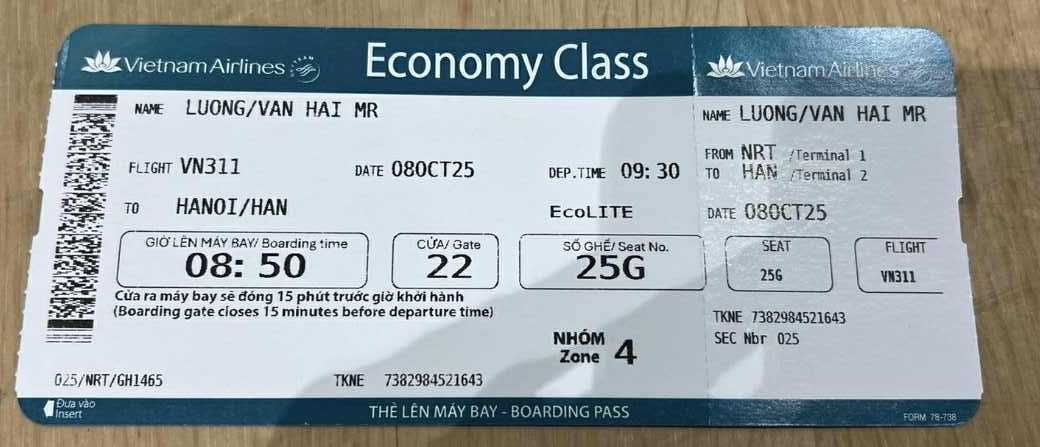 Vietnam Airlines
Economy Class
Vietnam Airlines
NAME LUONG/VAN HAI MR
FLIGHT VN311 DATE 08OCT25 DEP.TIME 09:30
TO HANOI/HAN EcoLITE
GIỜ LÊN MÁY BAY/ Boarding time
08:50
CỬA/ Gate
22
SỐ GHẾ/ Seat No.
25G
Cửa ra máy bay sẽ đóng 15 phút trước giờ khởi hành
(Boarding gate closes 15 minutes before departure time)
NHÓM
Zone 4
025/NRT/GH1465 TKNE 7382984521643
Đưa vào
Insert
THẺ LÊN MÁY BAY - BOARDING PASS
NAME LUONG/VAN HAI MR
FROM NRT /Terminal 1
TO HAN /Terminal 2
DATE 08OCT25
SEAT
25G
FLIGHT
VN311
TKNE 7382984521643
SEC Nbr 025
FORM 78-738